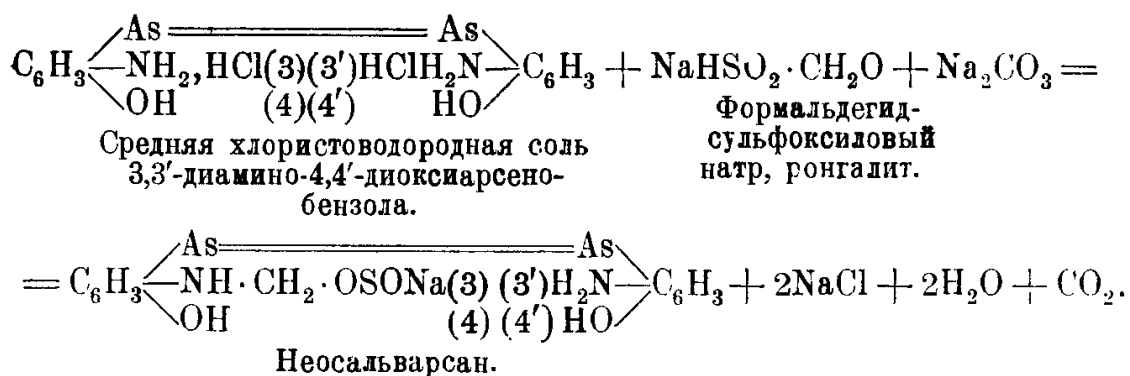 As══════════As
C₆H₃—NH₂,HCl(3)(3′)HClH₂N—C₆H₃ + NaHSO₂·CH₂O + Na₂CO₃ =
OH (4)(4′) HO
Средняя хлористоводородная соль
3,3′-диамино-4,4′-диоксиарсено-
бензола.
Формальдегид-
сульфоксиловый
натр, ронгалит.
As══════════As
= C₆H₃—NH·CH₂·OSONa(3) (3′)H₂N—C₆H₃ + 2NaCl + 2H₂O + CO₂.
OH (4) (4′) HO
Неосальварсан.